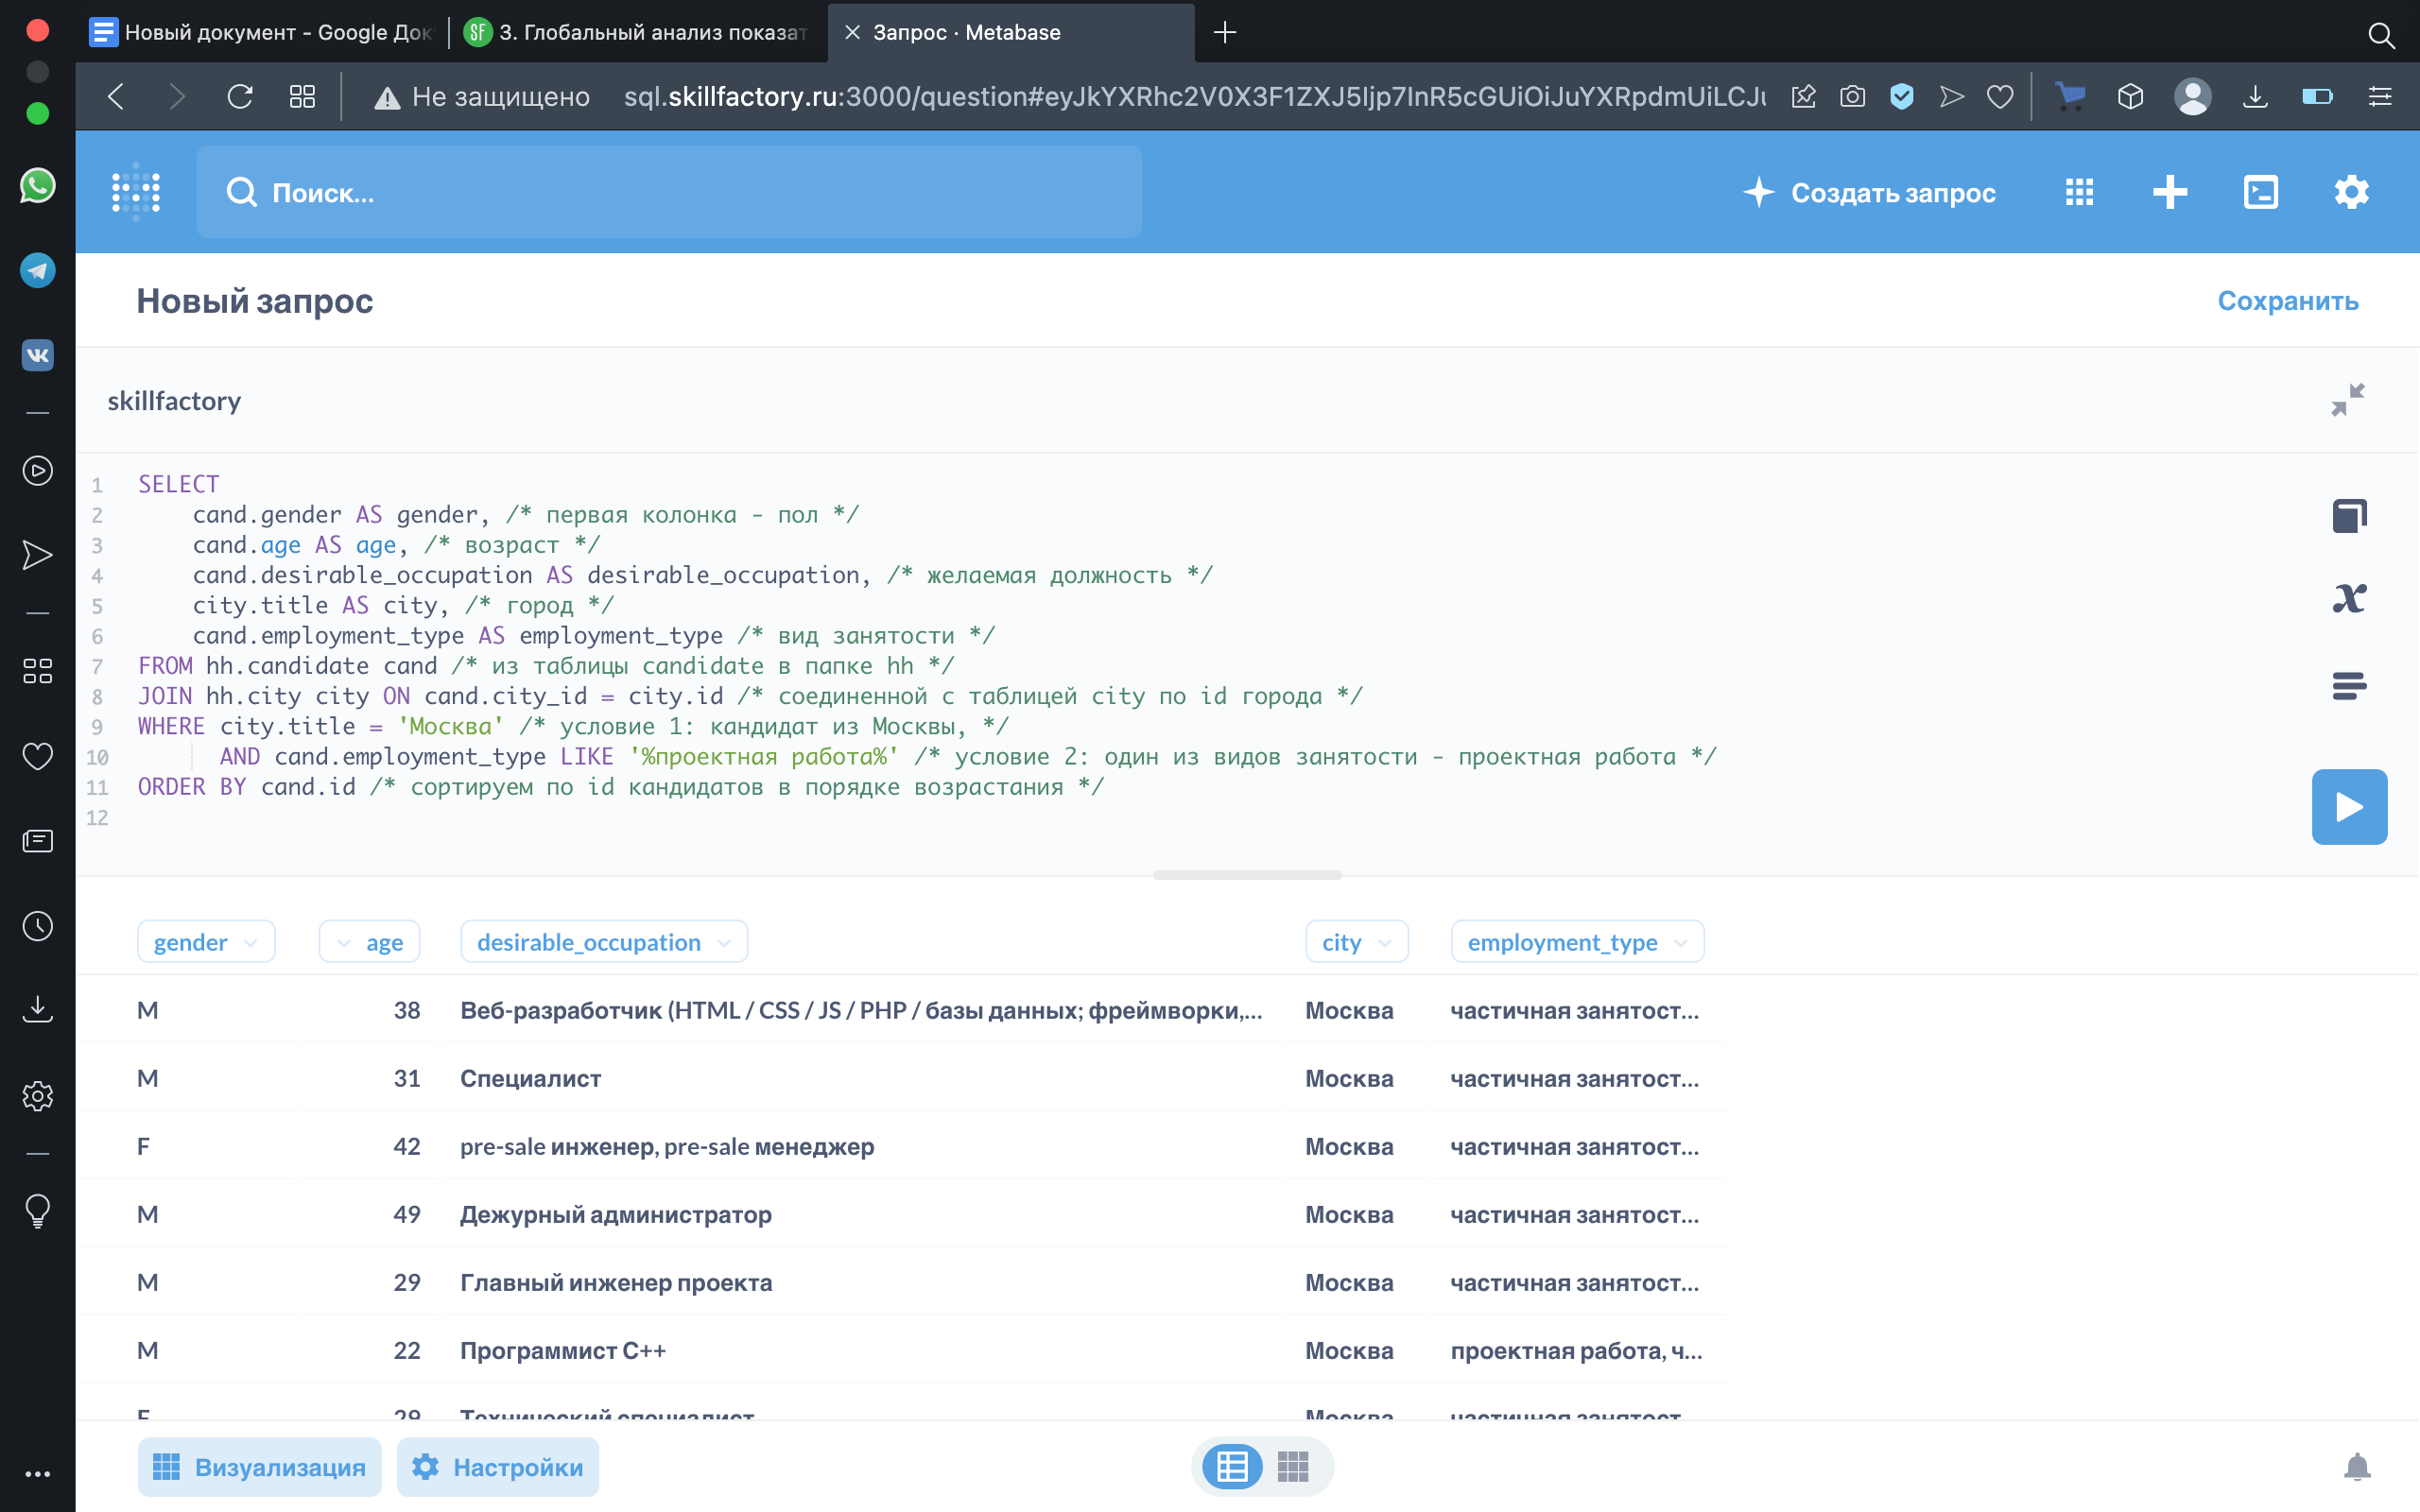 Новый документ - Google Док
SF 3. Глобальный анализ показат
Запрос · Metabase
Не защищено sql.skillfactory.ru:3000/question#eyJkYXRhc2V0X3F1ZXJ5Ijp7InR5cGUiOiJuYXRpdmUiLCJ
Поиск...
Создать запрос
Новый запрос
Сохранить
skillfactory
1 SELECT
2 cand.gender AS gender, /* первая колонка - пол */
3 cand.age AS age, /* возраст */
4 cand.desirable_occupation AS desirable_occupation, /* желаемая должность */
5 city.title AS city, /* город */
6 cand.employment_type AS employment_type /* вид занятости */
7 FROM hh.candidate cand /* из таблицы candidate в папке hh */
8 JOIN hh.city city ON cand.city_id = city.id /* соединенной с таблицей city по id города */
9 WHERE city.title = 'Москва' /* условие 1: кандидат из Москвы, */
10 AND cand.employment_type LIKE '%проектная работа%' /* условие 2: один из видов занятости - проектная работа */
11 ORDER BY cand.id /* сортируем по id кандидатов в порядке возрастания */
12
gender age desirable_occupation city employment_type
M 38 Веб-разработчик (HTML / CSS / JS / PHP / базы данных; фреймворки,... Москва частичная занятост...
M 31 Специалист Москва частичная занятост...
F 42 pre-sale инженер, pre-sale менеджер Москва частичная занятост...
M 49 Дежурный администратор Москва частичная занятост...
M 29 Главный инженер проекта Москва частичная занятост...
M 22 Программист C++ Москва проектная работа, ч...
F 29 Технический специалист Москва частичная занятост...
Визуализация
Настройки